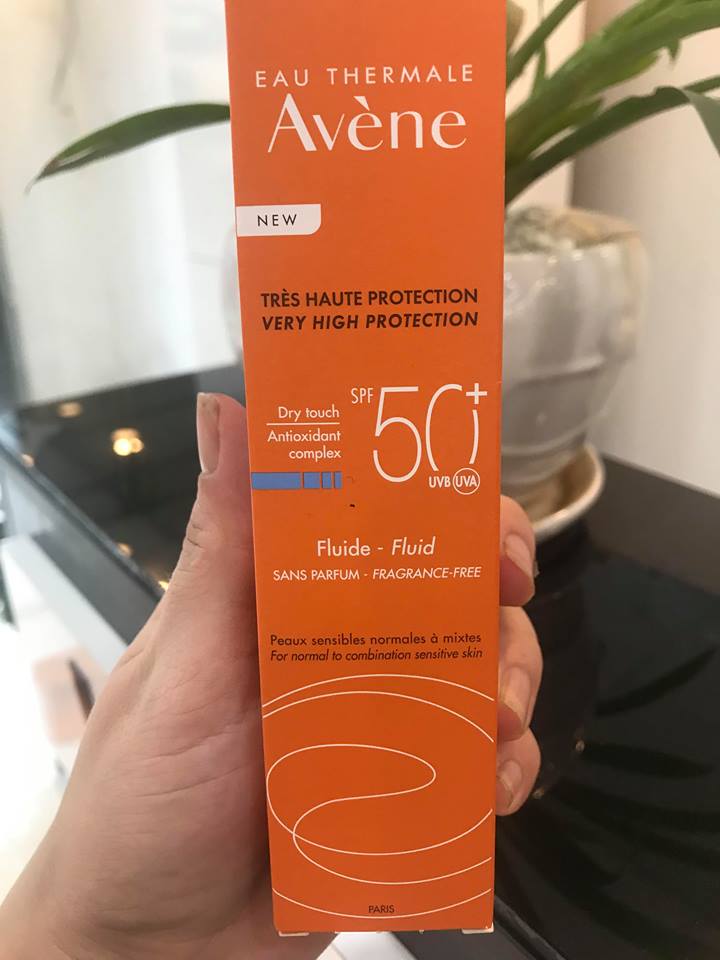 EAU THERMALE
Avène
NEW
TRÈS HAUTE PROTECTION
VERY HIGH PROTECTION
Dry touch
Antioxidant
complex
SPF 50+
UVB UVA
Fluide - Fluid
SANS PARFUM - FRAGRANCE-FREE
Peaux sensibles normales à mixtes
For normal to combination sensitive skin
PARIS